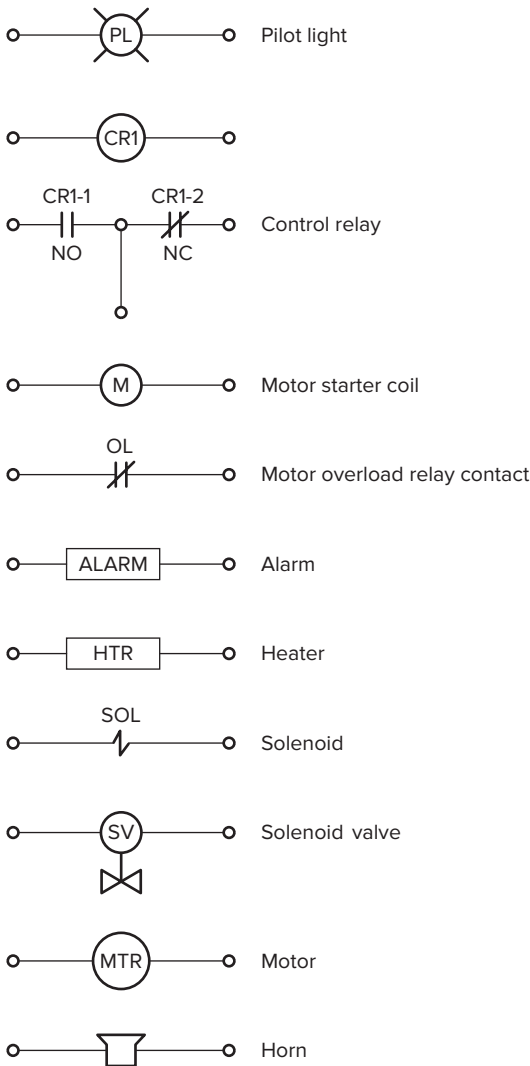 PL Pilot light
CR1
CR1-1 CR1-2
Control relay
NO NC
M Motor starter coil
OL
Motor overload relay contact
ALARM Alarm
HTR Heater
SOL
Solenoid
SV Solenoid valve
MTR Motor
Horn